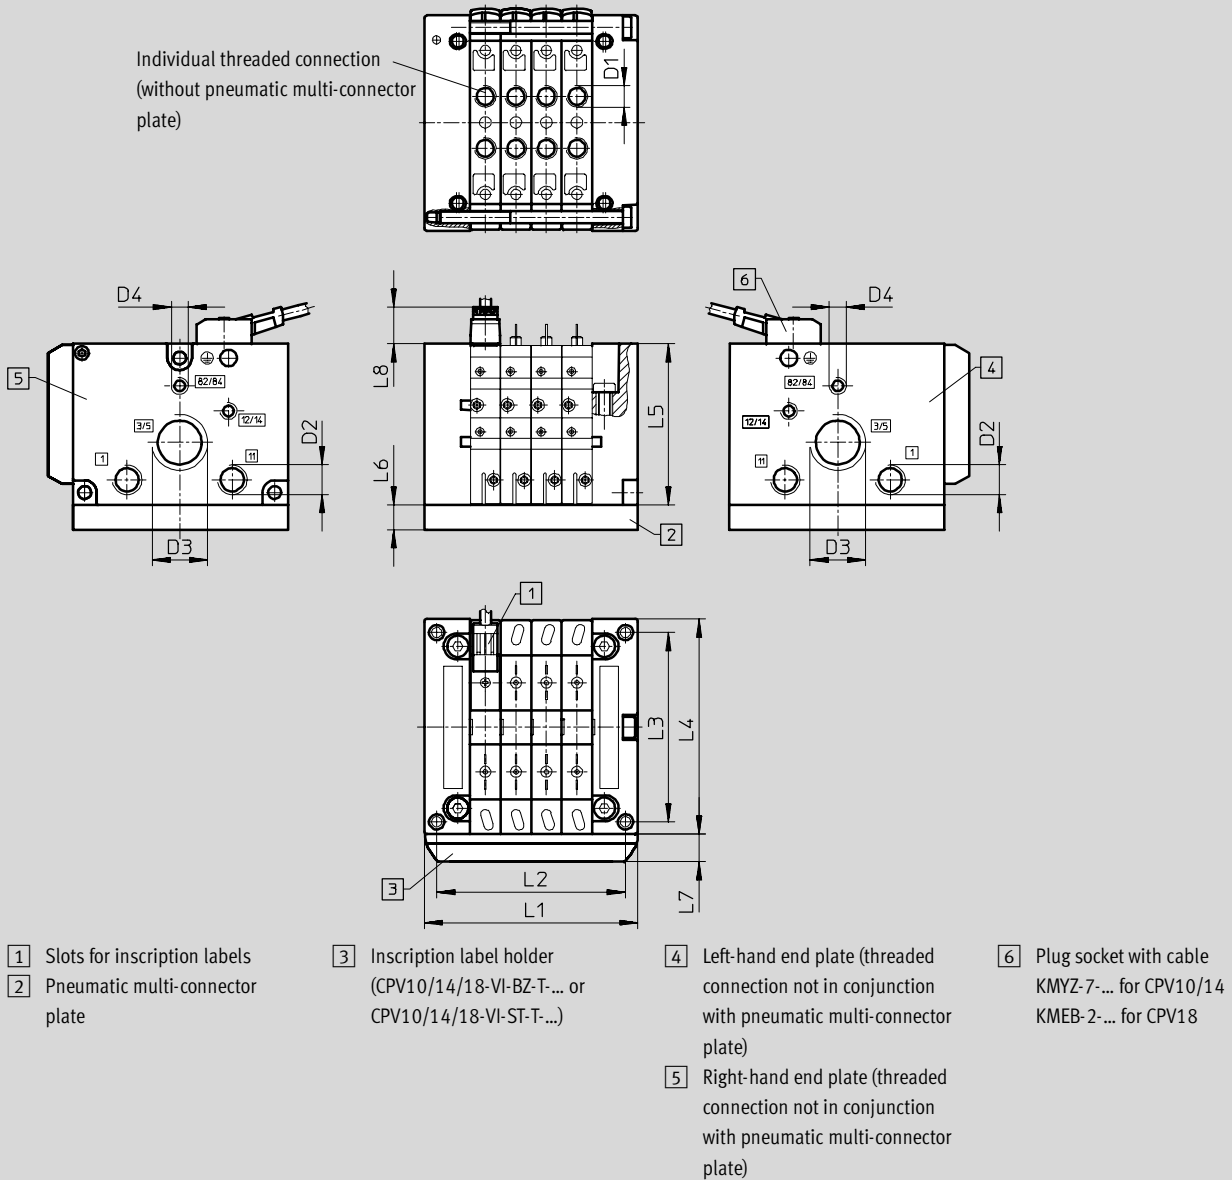 Individual threaded connection
(without pneumatic multi-connector
plate)
D1
D4
82/84
12/14
3/5
1
11
D2
D3
5
L8
L6
L5
2
6
D4
82/84
12/14
3/5
11
1
D2
D3
4
1
L3
L4
L7
3
L2
L1
1 Slots for inscription labels
2 Pneumatic multi-connector
plate
3 Inscription label holder
(CPV10/14/18-VI-BZ-T-... or
CPV10/14/18-VI-ST-T-...)
4 Left-hand end plate (threaded
connection not in conjunction
with pneumatic multi-connector
plate)
5 Right-hand end plate (threaded
connection not in conjunction
with pneumatic multi-connector
plate)
6 Plug socket with cable
KMYZ-7-... for CPV10/14
KMEB-2-... for CPV18